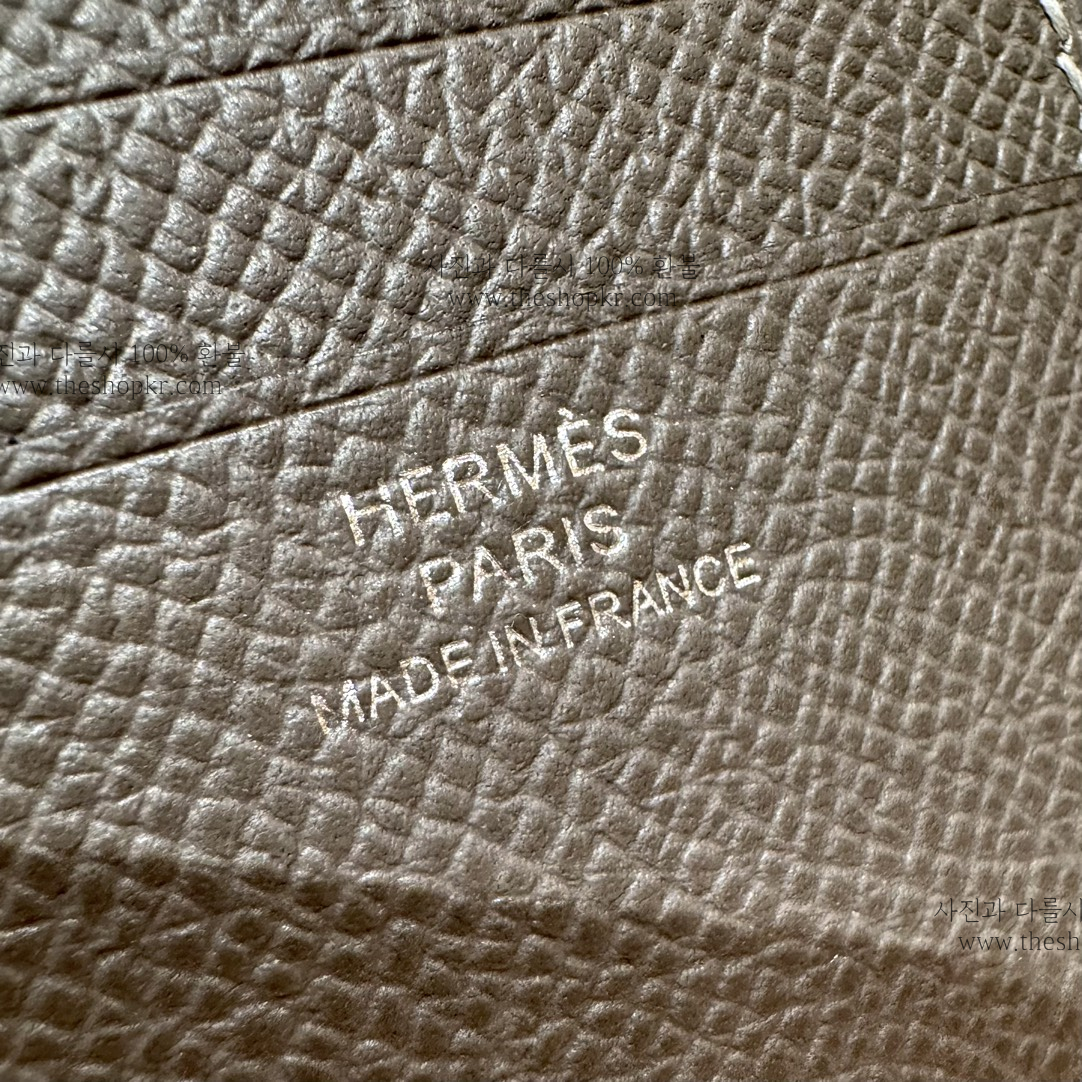 사진과 다를시 100% 환불
www.theshopkr.com
사진과 다를시 100% 환불
www.theshopkr.com
HERMÈS
PARIS
MADE IN FRANCE
사진과 다를시
www.thesh